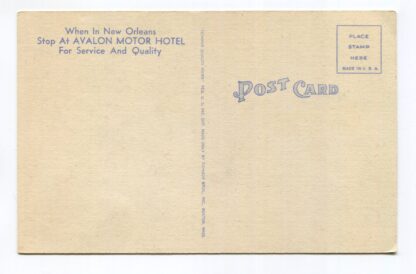 When In New Orleans
Stop At AVALON MOTOR HOTEL
For Service And Quality
PLACE
STAMP
HERE
MADE IN U. S. A.
POST CARD